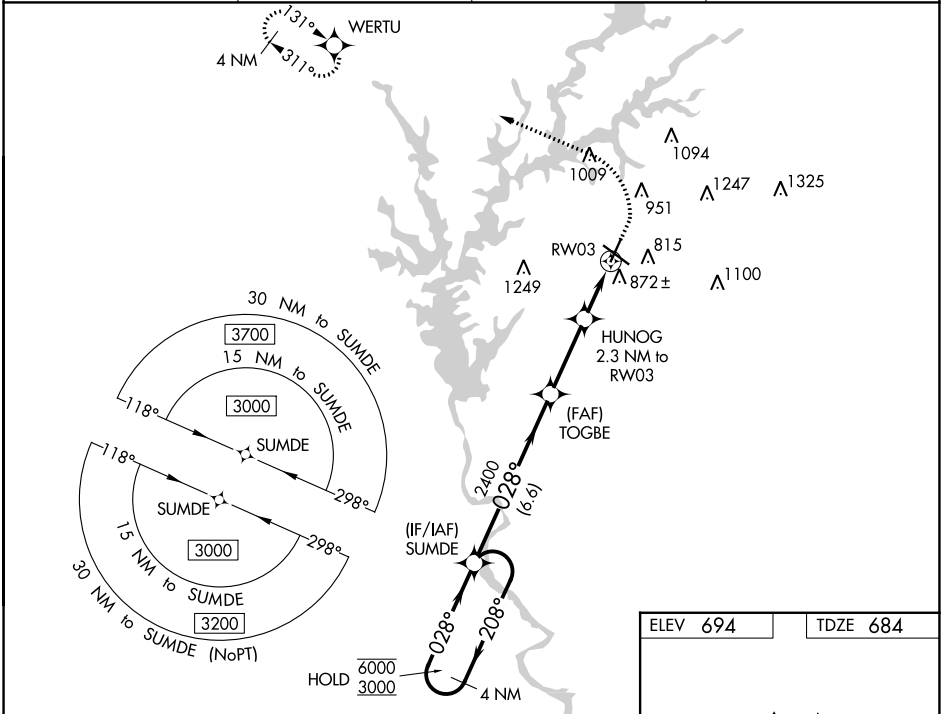 131°
WERTU
4 NM
311°
1094
1009
1247
1325
951
RW03
815
872±
1100
1249
HUNOG
2.3 NM to
RW03
(FAF)
TOGBE
30 NM to SUMDE
3700
15 NM to SUMDE
3000
118°
SUMDE
298°
118°
SUMDE
298°
3000
15 NM to SUMDE
3200
30 NM to SUMDE (NoPT)
2400
028°
(6.6)
(IF/IAF)
SUMDE
028°
208°
HOLD
6000
3000
4 NM
ELEV 694
TDZE 684